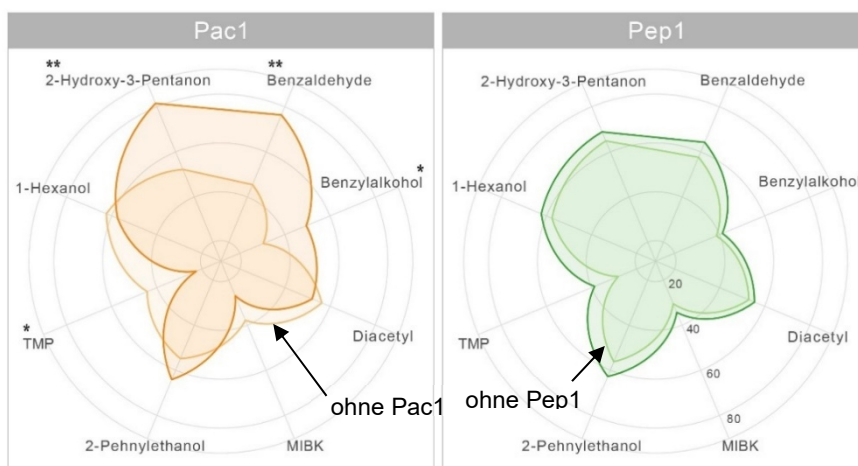 Pac1
**
2-Hydroxy-3-Pentanon
**
Benzaldehyde
1-Hexanol
Benzylalkohol
*
*
TMP
Diacetyl
ohne Pac1
2-Pehnylethanol
MIBK
Pep1
2-Hydroxy-3-Pentanon
Benzaldehyde
1-Hexanol
Benzylalkohol
20
TMP
40
Diacetyl
60
ohne Pep1
80
2-Pehnylethanol
MIBK